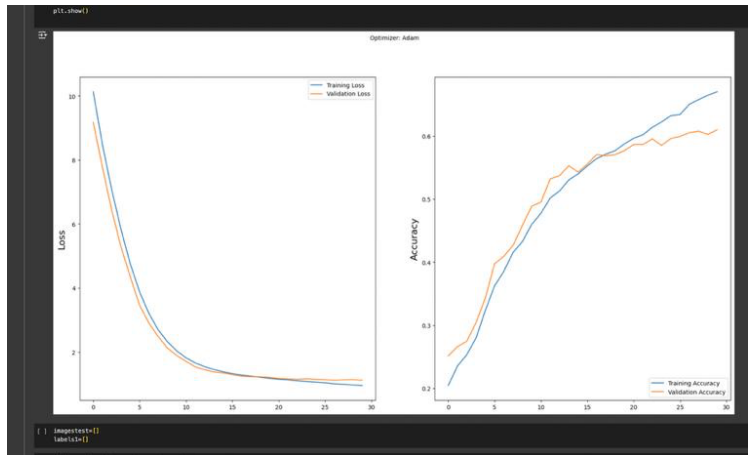 plt.show()
Optimizer: Adam
Training Loss
Validation Loss
10
8
6
4
2
Loss
0 5 10 15 20 25 30
0.6
0.5
0.4
0.3
0.2
Accuracy
Training Accuracy
Validation Accuracy
0 5 10 15 20 25 30
[ ] imagestest=[]
labels1=[]